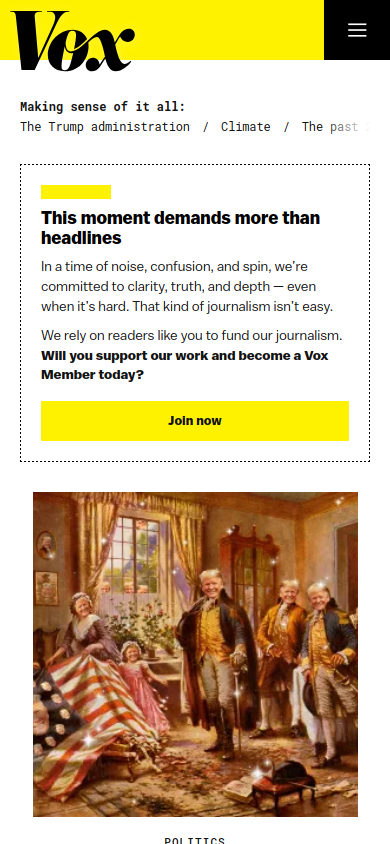 Vox
Making sense of it all:
The Trump administration / Climate / The past
This moment demands more than
headlines
In a time of noise, confusion, and spin, we’re
committed to clarity, truth, and depth — even
when it’s hard. That kind of journalism isn’t easy.
We rely on readers like you to fund our journalism.
Will you support our work and become a Vox
Member today?
Join now
POLITICS